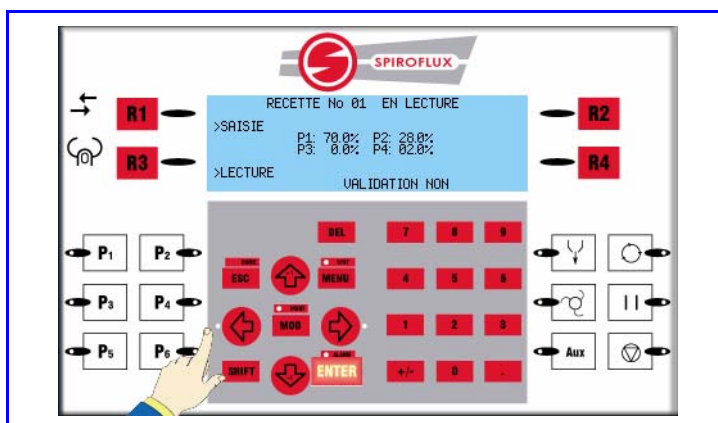 SPIROFLUX
RECETTE No 01 EN LECTURE
>SAISIE
P1: 70.0% P2: 28.0%
P3: 0.0% P4: 02.0%
>LECTURE
VALIDATION NON
R1
R2
R3
R4
DEL 7 8 9
P1 P2
ESC MENU 4 5 6
P3 P4
MOD 1 2 3
P5 P6
SHIFT ENTER +/- 0 .
Aux